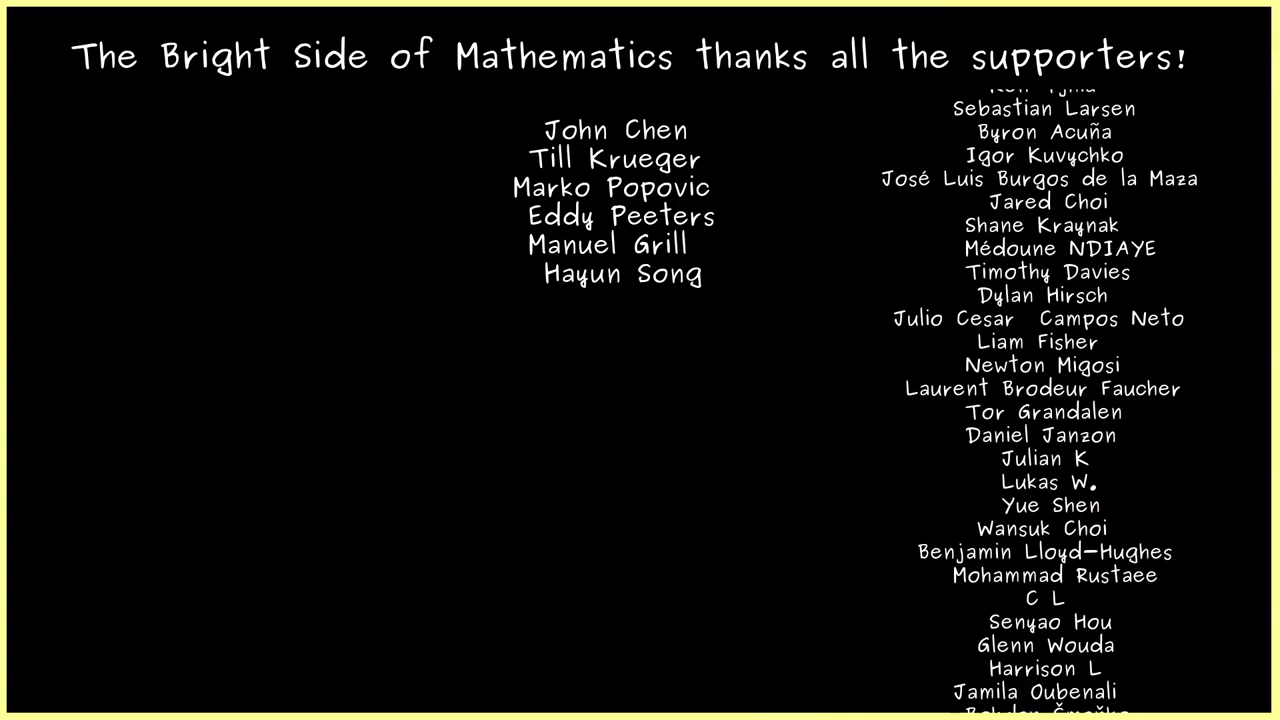 The Bright Side of Mathematics thanks all the supporters!
John Chen
Till Krueger
Marko Popovic
Eddy Peeters
Manuel Grill
Hayun Song
Sebastian Larsen
Byron Acuña
Igor Kuvychko
José Luis Burgos de la Maza
Jared Choi
Shane Kraynak
Médoune NDIAYE
Timothy Davies
Dylan Hirsch
Julio Cesar  Campos Neto
Liam Fisher
Newton Migosi
Laurent Brodeur Faucher
Tor Grandalen
Daniel Janzon
Julian K
Lukas W.
Yue Shen
Wansuk Choi
Benjamin Lloyd-Hughes
Mohammad Rustaee
C L
Senyao Hou
Glenn Wouda
Harrison L
Jamila Oubenali